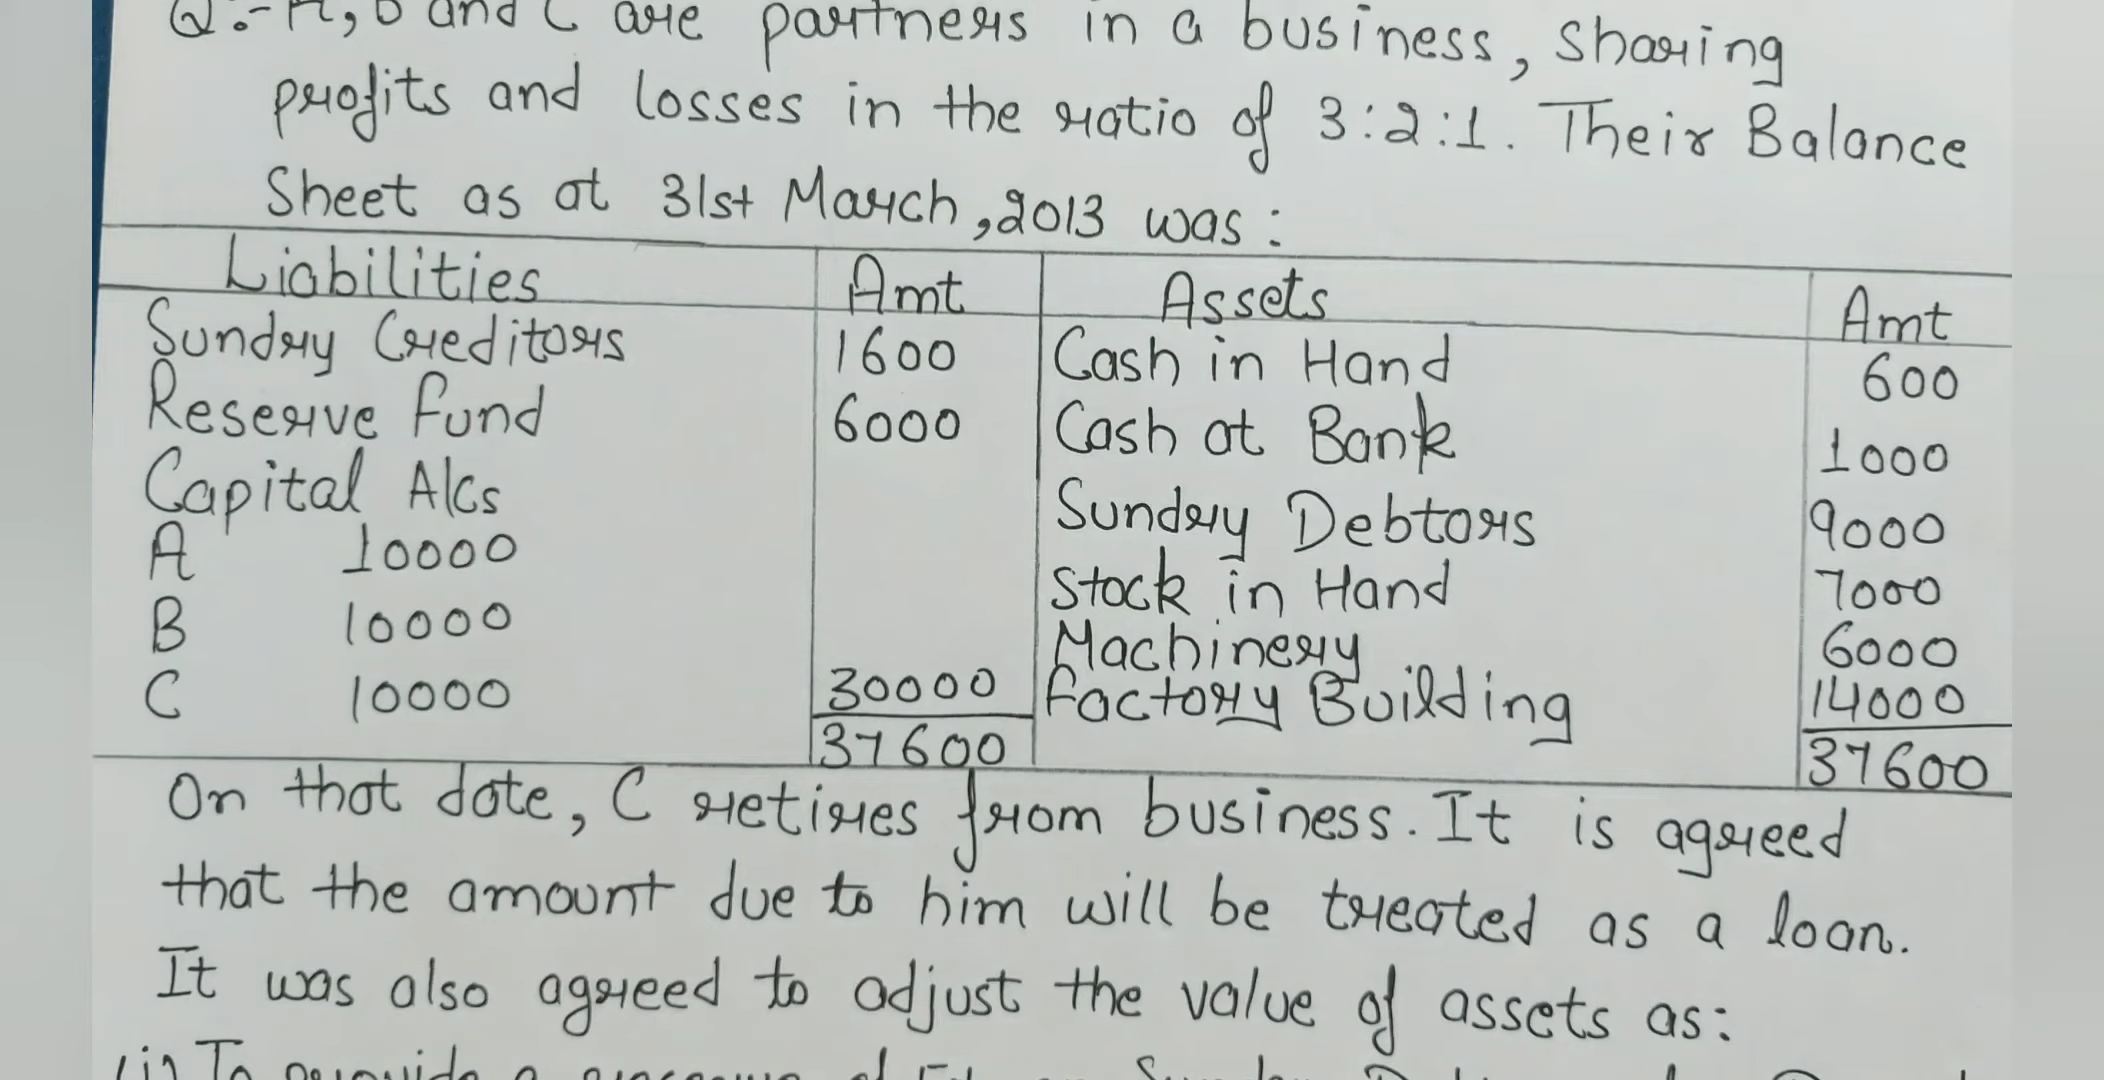 Q:- A, B and C are partners in a business, sharing
profits and losses in the ratio of 3:2:1. Their Balance
Sheet as at 31st March, 2013 was:
Liabilities Amt Assets Amt
Sundry Creditors 1600 Cash in Hand 600
Reserve Fund 6000 Cash at Bank 1000
Capital A/cs Sundry Debtors 9000
A 10000 Stock in Hand 7000
B 10000 Machinery 6000
C 10000 30000 Factory Building 14000
37600 37600
On that date, C retires from business. It is agreed
that the amount due to him will be treated as a loan.
It was also agreed to adjust the value of assets as:
(i) To provide a